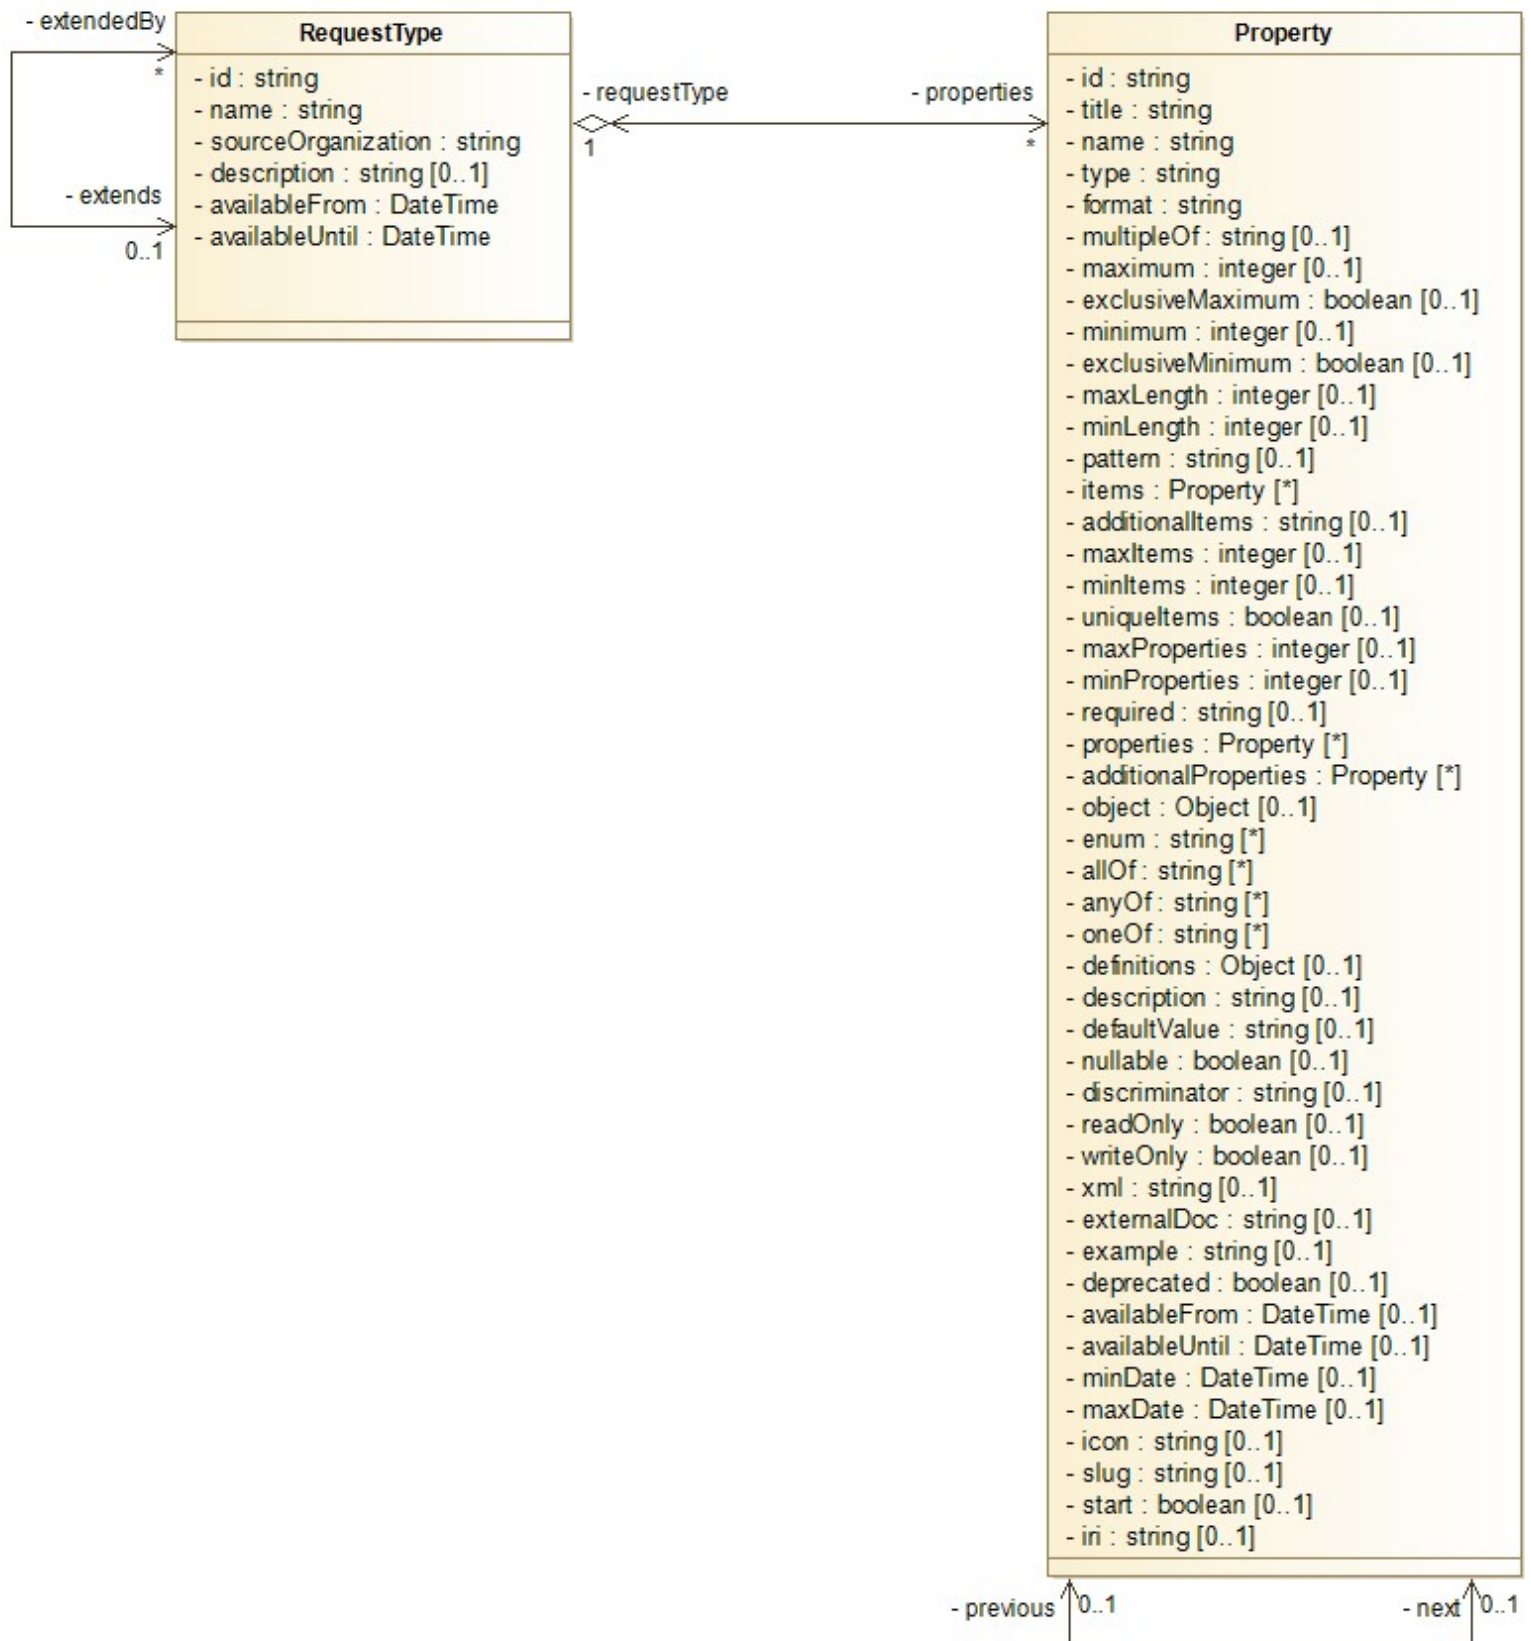 - extendedBy
*
- extends
0..1
RequestType
- id : string
- name : string
- sourceOrganization : string
- description : string [0..1]
- availableFrom : DateTime
- availableUntil : DateTime
- requestType
1
- properties
*
Property
- id : string
- title : string
- name : string
- type : string
- format : string
- multipleOf : string [0..1]
- maximum : integer [0..1]
- exclusiveMaximum : boolean [0..1]
- minimum : integer [0..1]
- exclusiveMinimum : boolean [0..1]
- maxLength : integer [0..1]
- minLength : integer [0..1]
- pattern : string [0..1]
- items : Property [*]
- additionalItems : string [0..1]
- maxItems : integer [0..1]
- minItems : integer [0..1]
- uniqueItems : boolean [0..1]
- maxProperties : integer [0..1]
- minProperties : integer [0..1]
- required : string [0..1]
- properties : Property [*]
- additionalProperties : Property [*]
- object : Object [0..1]
- enum : string [*]
- allOf : string [*]
- anyOf : string [*]
- oneOf : string [*]
- definitions : Object [0..1]
- description : string [0..1]
- defaultValue : string [0..1]
- nullable : boolean [0..1]
- discriminator : string [0..1]
- readOnly : boolean [0..1]
- writeOnly : boolean [0..1]
- xml : string [0..1]
- externalDoc : string [0..1]
- example : string [0..1]
- deprecated : boolean [0..1]
- availableFrom : DateTime [0..1]
- availableUntil : DateTime [0..1]
- minDate : DateTime [0..1]
- maxDate : DateTime [0..1]
- icon : string [0..1]
- slug : string [0..1]
- start : boolean [0..1]
- iri : string [0..1]
- previous 0..1
- next 0..1